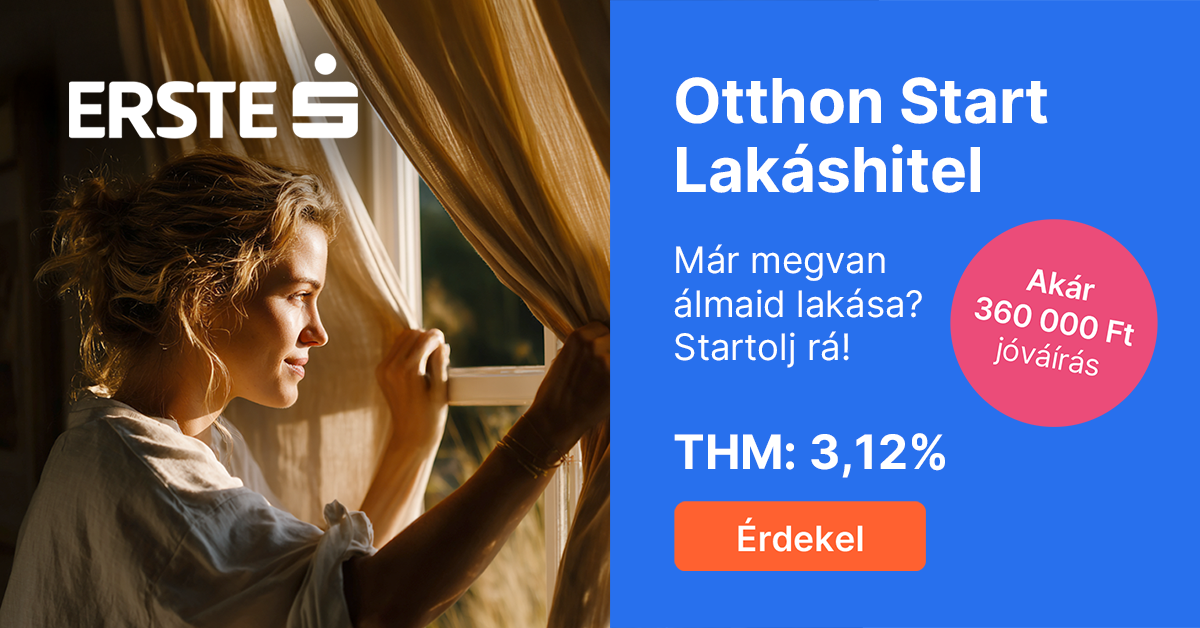 ERSTE
Otthon Start
Lakáshitel
Már megvan
álmaid lakása?
Startolj rá!
Akár
360 000 Ft
jóváírás
THM: 3,12%
Érdekel